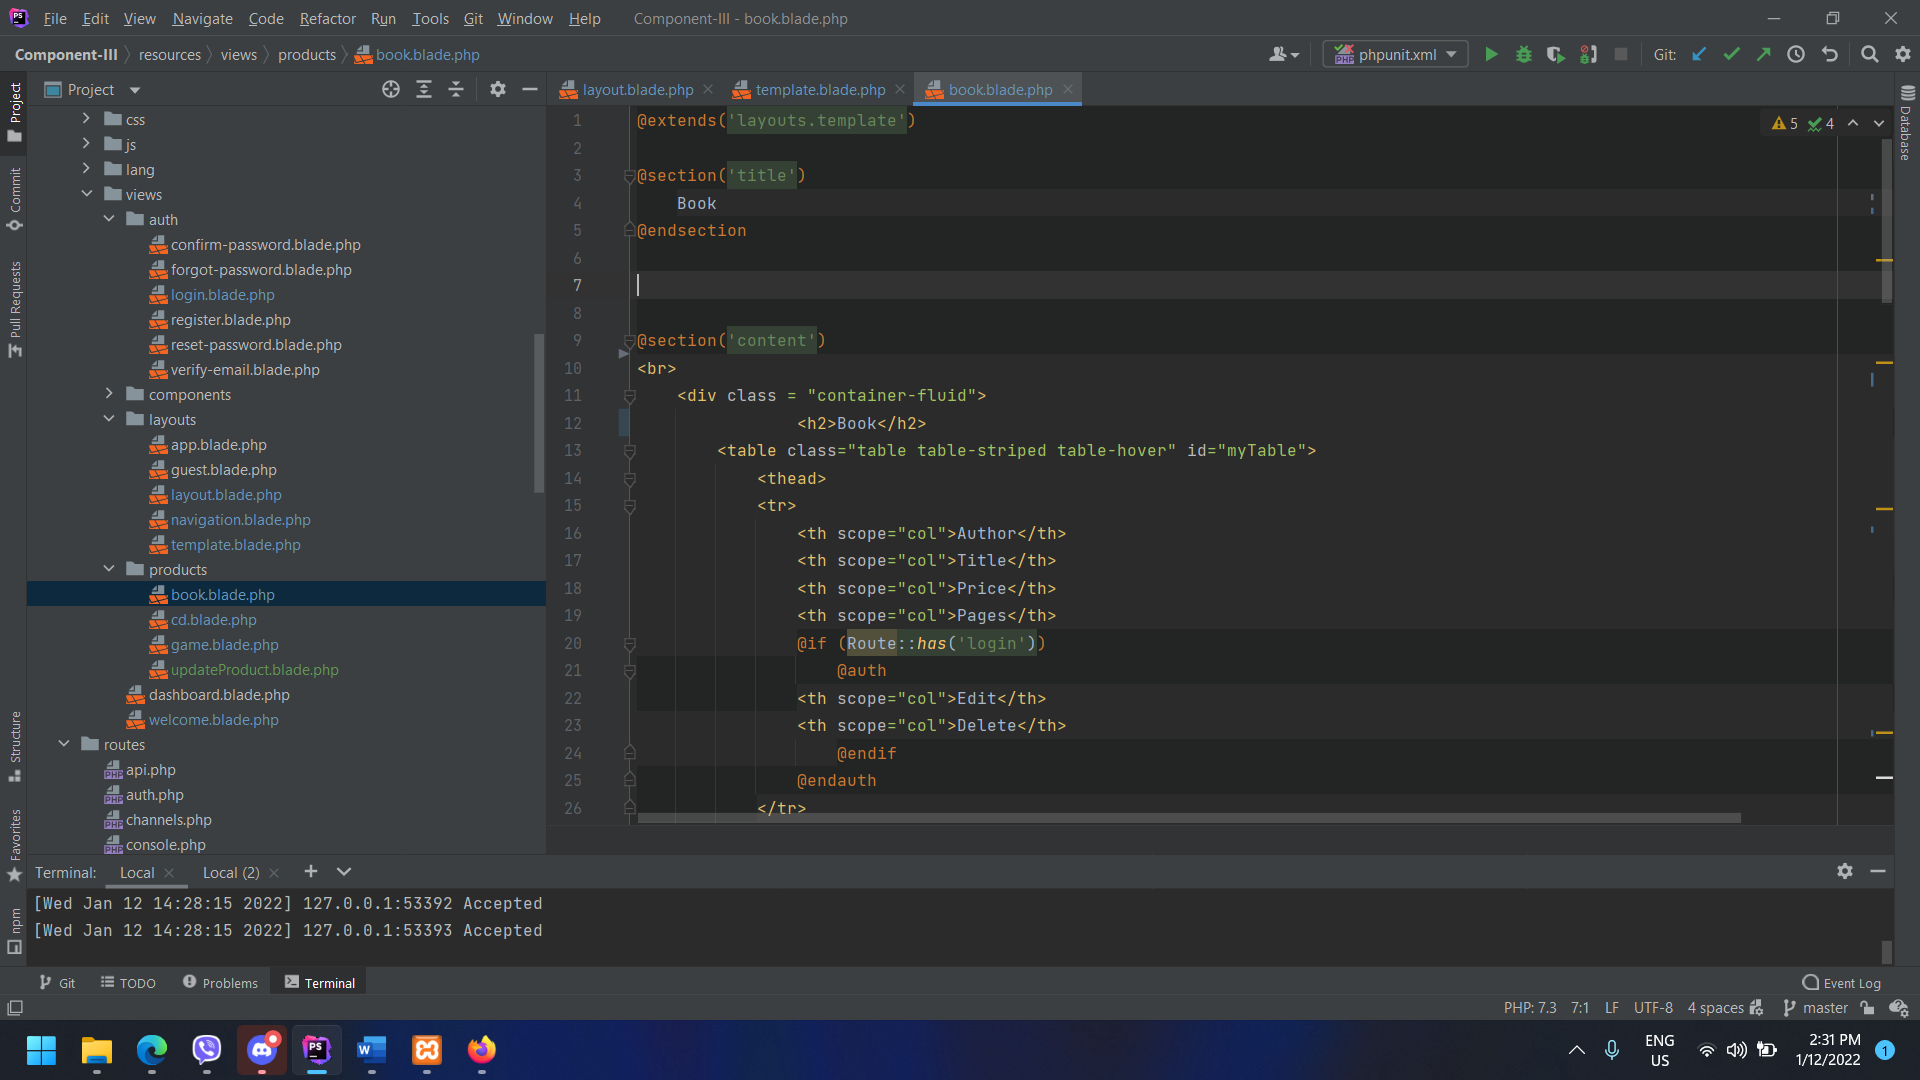 File Edit View Navigate Code Refactor Run Tools Git Window Help Component-III - book.blade.php
Component-III resources views products book.blade.php phpunit.xml Git:
Project
layout.blade.php template.blade.php book.blade.php
Project
Commit
Pull Requests
Structure
Favorites
npm
Database
css
js
lang
views
auth
confirm-password.blade.php
forgot-password.blade.php
login.blade.php
register.blade.php
reset-password.blade.php
verify-email.blade.php
components
layouts
app.blade.php
guest.blade.php
layout.blade.php
navigation.blade.php
template.blade.php
products
book.blade.php
cd.blade.php
game.blade.php
updateProduct.blade.php
dashboard.blade.php
welcome.blade.php
routes
api.php
auth.php
channels.php
console.php
5 4
1 @extends('layouts.template')
2
3 @section('title')
4 Book
5 @endsection
6
7
8
9 @section('content')
10 <br>
11 <div class = "container-fluid">
12 <h2>Book</h2>
13 <table class="table table-striped table-hover" id="myTable">
14 <thead>
15 <tr>
16 <th scope="col">Author</th>
17 <th scope="col">Title</th>
18 <th scope="col">Price</th>
19 <th scope="col">Pages</th>
20 @if (Route::has('login'))
21 @auth
22 <th scope="col">Edit</th>
23 <th scope="col">Delete</th>
24 @endif
25 @endauth
26 </tr>
Terminal: Local Local (2)
[Wed Jan 12 14:28:15 2022] 127.0.0.1:53392 Accepted
[Wed Jan 12 14:28:15 2022] 127.0.0.1:53393 Accepted
Git TODO Problems Terminal Event Log
PHP: 7.3 7:1 LF UTF-8 4 spaces master
ENG
US
2:31 PM
1/12/2022
1